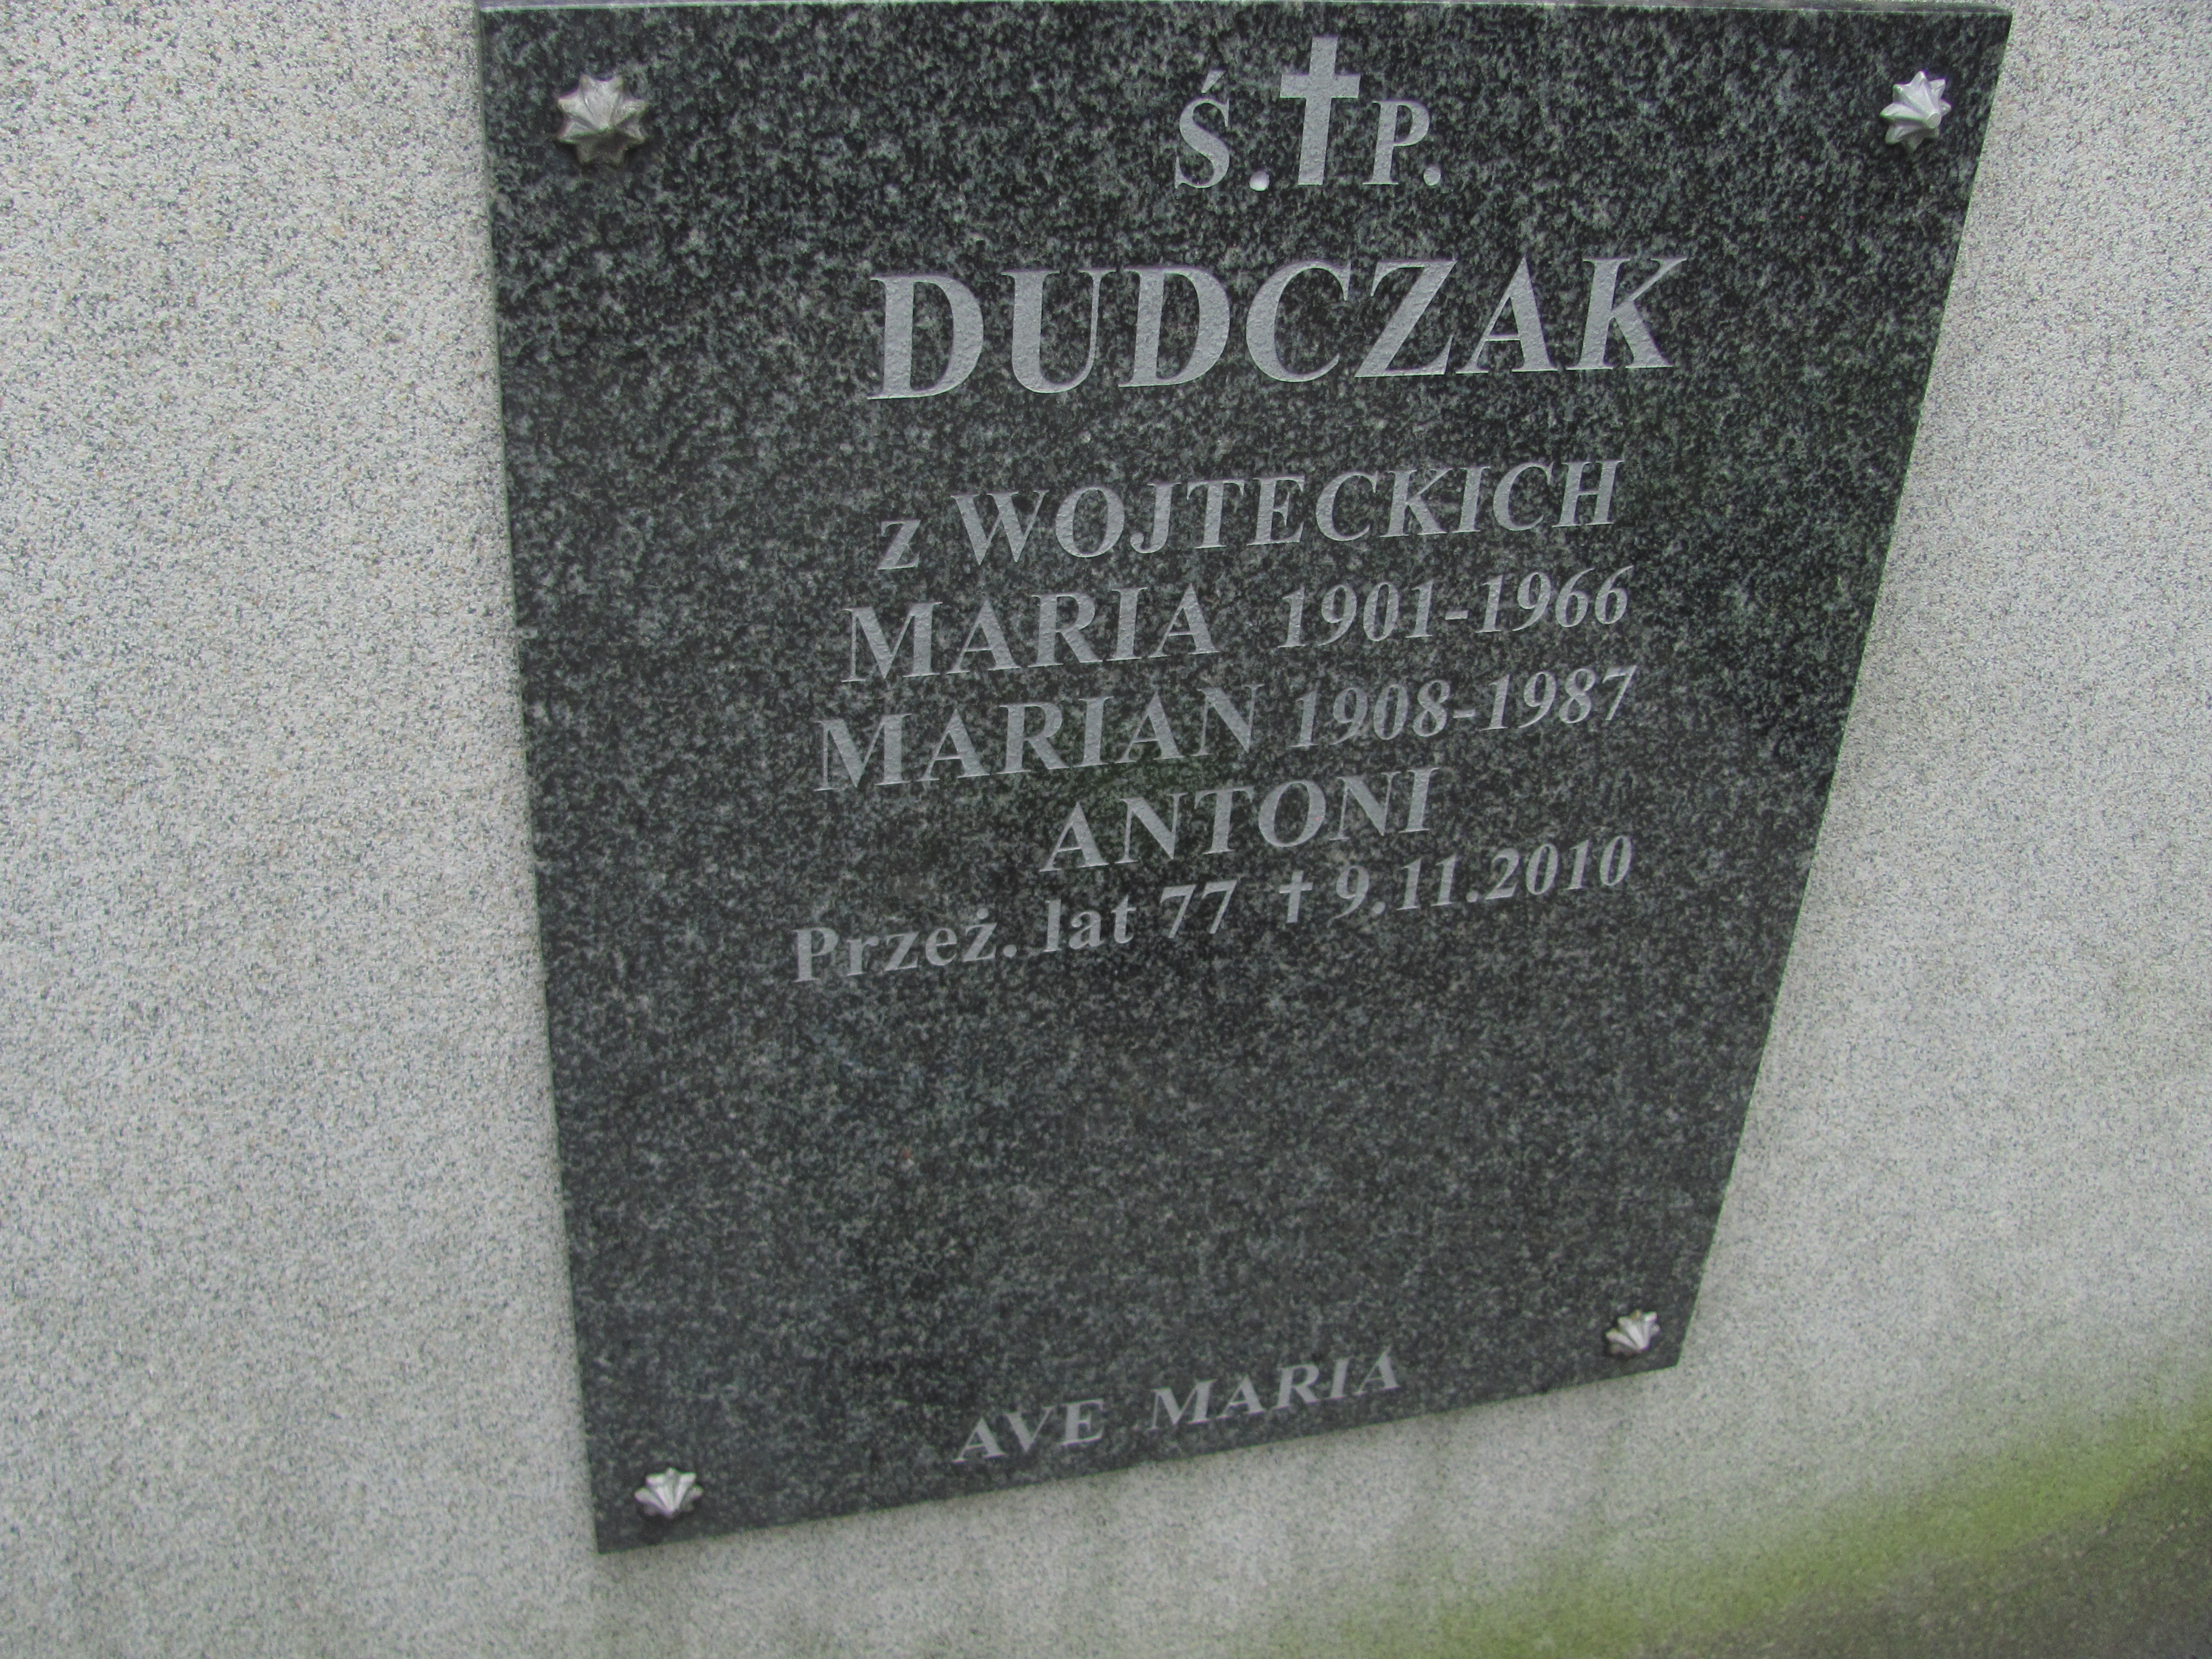 Ś. ✝ P.
DUDCZAK
z WOJTECKICH
MARIA 1901-1966
MARIAN 1908-1987
ANTONI
Przeż. lat 77 ✝ 9.11.2010
AVE MARIA